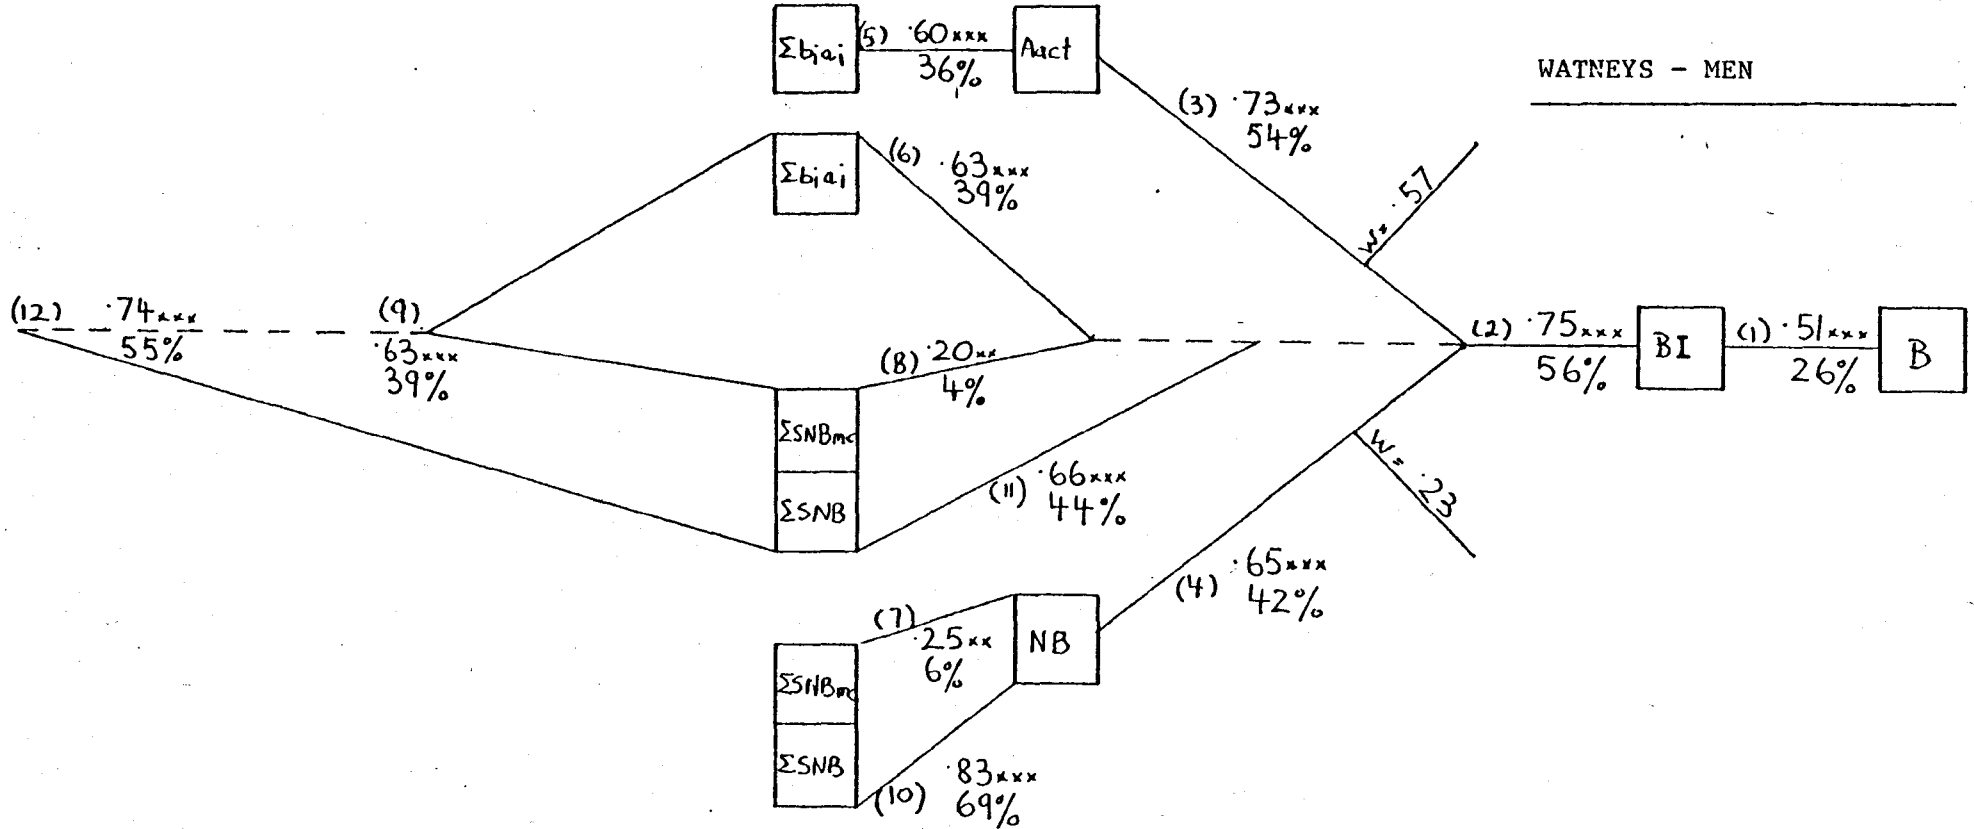 WATNEYS - MEN
Σbiai
(5) ·60xxx
36%
Aact
(3) ·73xxx
54%
W= ·57
Σbiai
(6) ·63xxx
39%
(12) ·74xxx
55%
(9)
·63xxx
39%
(8) ·20xx
4%
(2) ·75xxx
56%
BI
(1) ·51xxx
26%
B
ΣSNBmc
ΣSNB
(11) ·66xxx
44%
W= ·23
(4) ·65xxx
42%
(7)
·25xx
6%
NB
ΣSNBmc
ΣSNB
(10) ·83xxx
69%